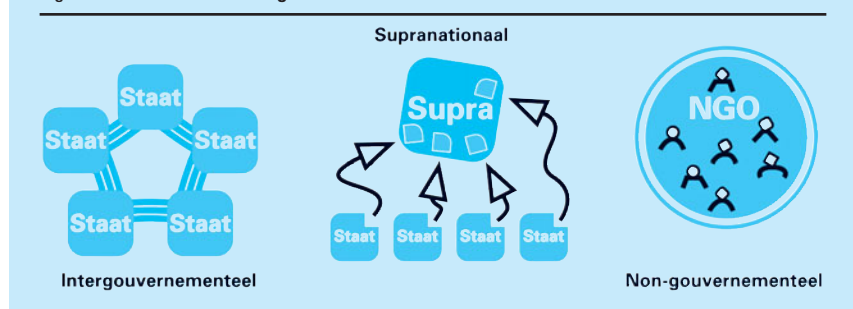 Supranationaal
Staat
Staat
Staat
Staat
Staat
Intergouvernementeel
Supra
Staat
Staat
Staat
Staat
NGO
Non-gouvernementeel